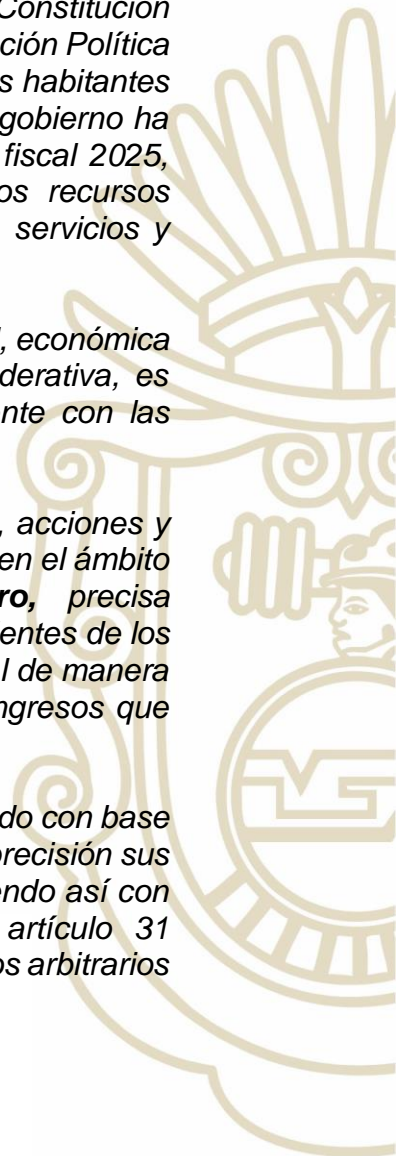 Constitución
ción Política
s habitantes
gobierno ha
fiscal 2025,
os recursos
servicios y
, económica
derativa, es
nte con las
, acciones y
en el ámbito
ro, precisa
entes de los
l de manera
ngresos que
do con base
precisión sus
endo así con
artículo 31
os arbitrarios